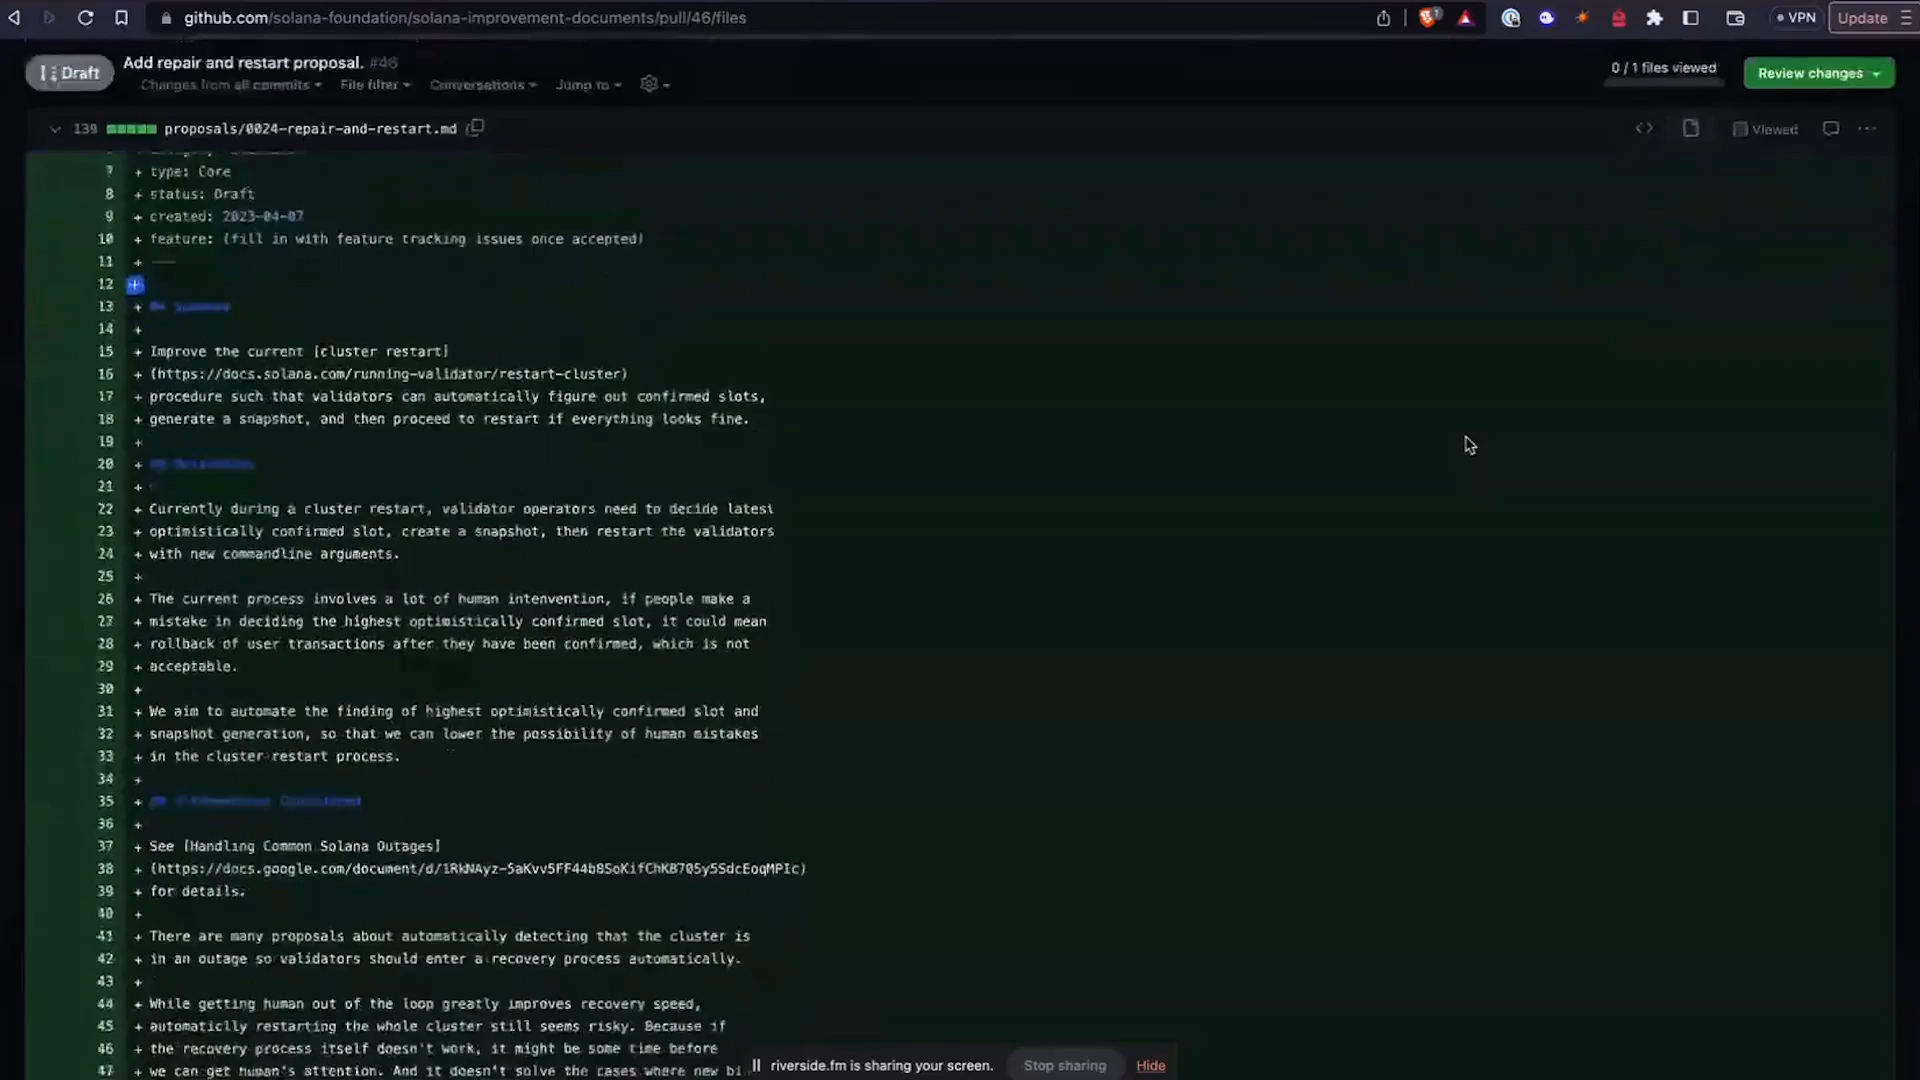 github.com/solana-foundation/solana-improvement-documents/pull/46/files
VPN
Update
Draft
Add repair and restart proposal. #46
Changes from all commits
File filter
Conversations
Jump to
0 / 1 files viewed
Review changes
139
proposals/0024-repair-and-restart.md
Viewed
7 + type: Core
8 + status: Draft
9 + created: 2023-04-07
10 + feature: (fill in with feature tracking issues once accepted)
11 + ---
12 +
13 + ## Summary
14 +
15 + Improve the current [cluster restart]
16 + (https://docs.solana.com/running-validator/restart-cluster)
17 + procedure such that validators can automatically figure out confirmed slots,
18 + generate a snapshot, and then proceed to restart if everything looks fine.
19 +
20 +
21 +
22 + Currently during a cluster restart, validator operators need to decide latest
23 + optimistically confirmed slot, create a snapshot, then restart the validators
24 + with new commandline arguments.
25 +
26 + The current process involves a lot of human intenvention, if people make a
27 + mistake in deciding the highest optimistically confirmed slot, it could mean
28 + rollback of user transactions after they have been confirmed, which is not
29 + acceptable.
30 +
31 + We aim to automate the finding of highest optimistically confirmed slot and
32 + snapshot generation, so that we can lower the possibility of human mistakes
33 + in the cluster restart process.
34 +
35 + ## Alternatives Considered
36 +
37 + See [Handling Common Solana Outages]
38 + (https://docs.google.com/document/d/1RkNAyz-5aKvv5FF44b8SoKifChKB705y5SdcEoqMPIc)
39 + for details.
40 +
41 + There are many proposals about automatically detecting that the cluster is
42 + in an outage so validators should enter a recovery process automatically.
43 +
44 + While getting human out of the loop greatly improves recovery speed,
45 + automaticlly restarting the whole cluster still seems risky. Because if
46 + the recovery process itself doesn't work, it might be some time before
47 + we can get human's attention. And it doesn't solve the cases where new bi
riverside.fm is sharing your screen.
Stop sharing
Hide